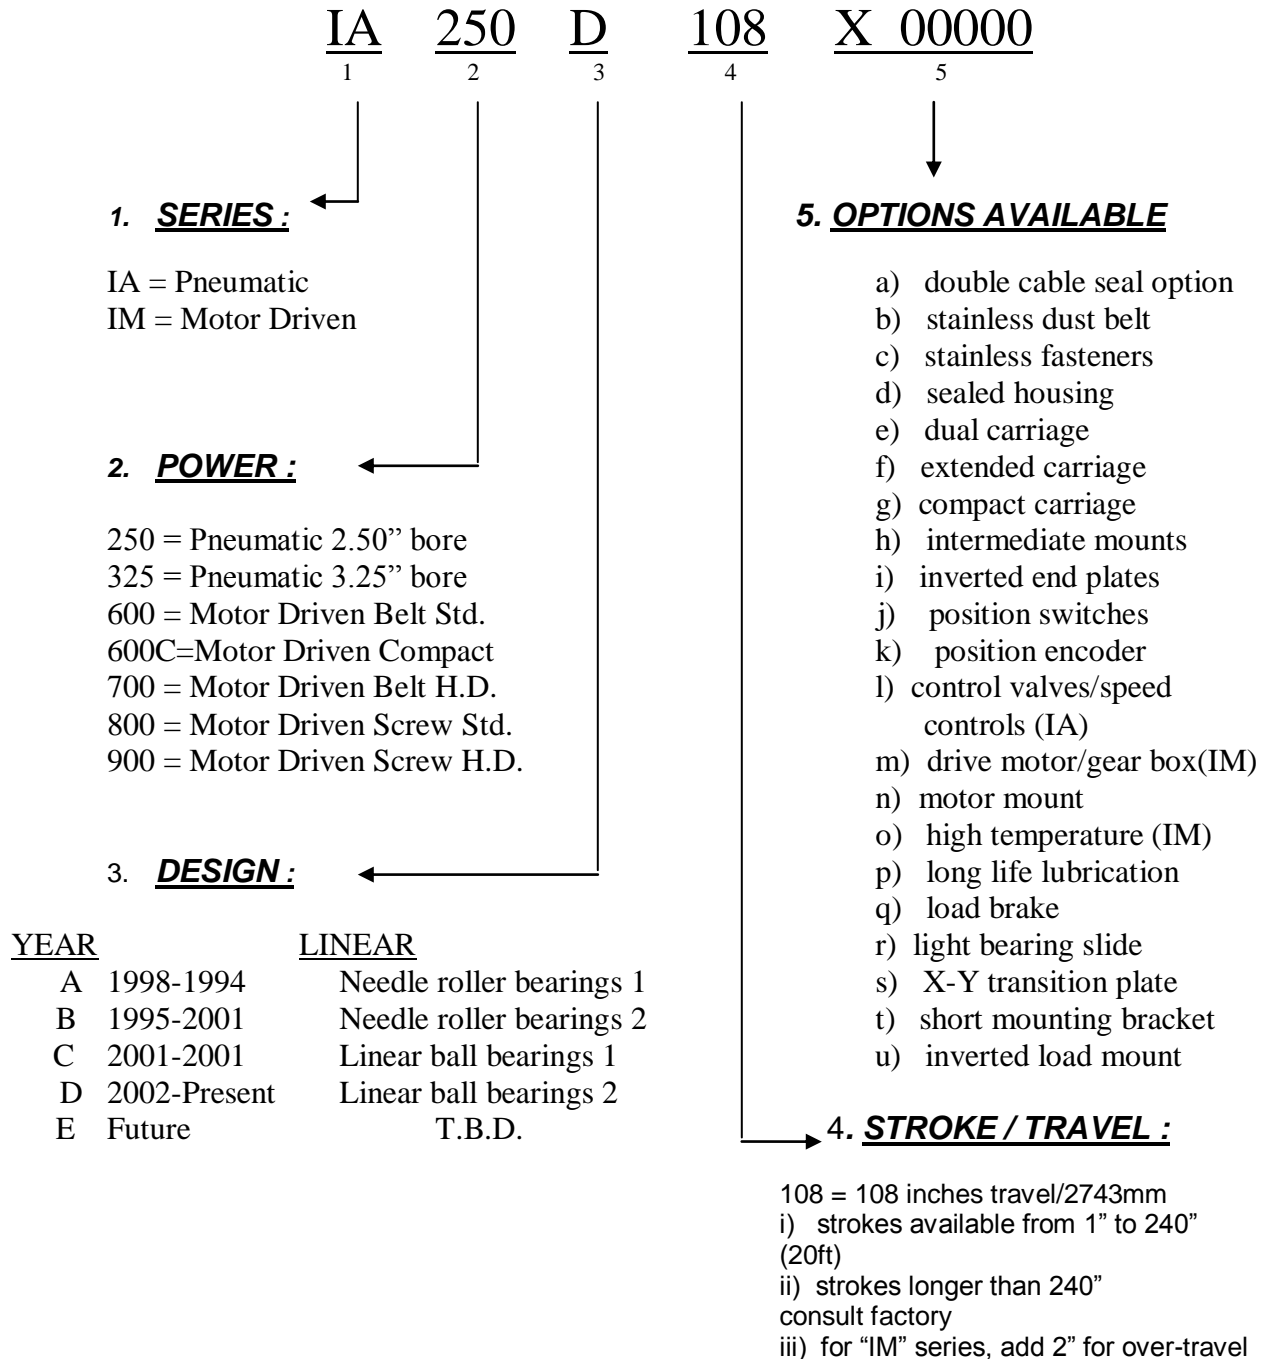 IA 250 D 108 X 00000
1 2 3 4 5
1. SERIES :
IA = Pneumatic
IM = Motor Driven
2. POWER :
250 = Pneumatic 2.50” bore
325 = Pneumatic 3.25” bore
600 = Motor Driven Belt Std.
600C=Motor Driven Compact
700 = Motor Driven Belt H.D.
800 = Motor Driven Screw Std.
900 = Motor Driven Screw H.D.
3. DESIGN :
YEAR LINEAR
A 1998-1994 Needle roller bearings 1
B 1995-2001 Needle roller bearings 2
C 2001-2001 Linear ball bearings 1
D 2002-Present Linear ball bearings 2
E Future T.B.D.
5. OPTIONS AVAILABLE
a) double cable seal option
b) stainless dust belt
c) stainless fasteners
d) sealed housing
e) dual carriage
f) extended carriage
g) compact carriage
h) intermediate mounts
i) inverted end plates
j) position switches
k) position encoder
l) control valves/speed
controls (IA)
m) drive motor/gear box(IM)
n) motor mount
o) high temperature (IM)
p) long life lubrication
q) load brake
r) light bearing slide
s) X-Y transition plate
t) short mounting bracket
u) inverted load mount
4. STROKE / TRAVEL :
108 = 108 inches travel/2743mm
i) strokes available from 1” to 240”
(20ft)
ii) strokes longer than 240”
consult factory
iii) for “IM” series, add 2” for over-travel